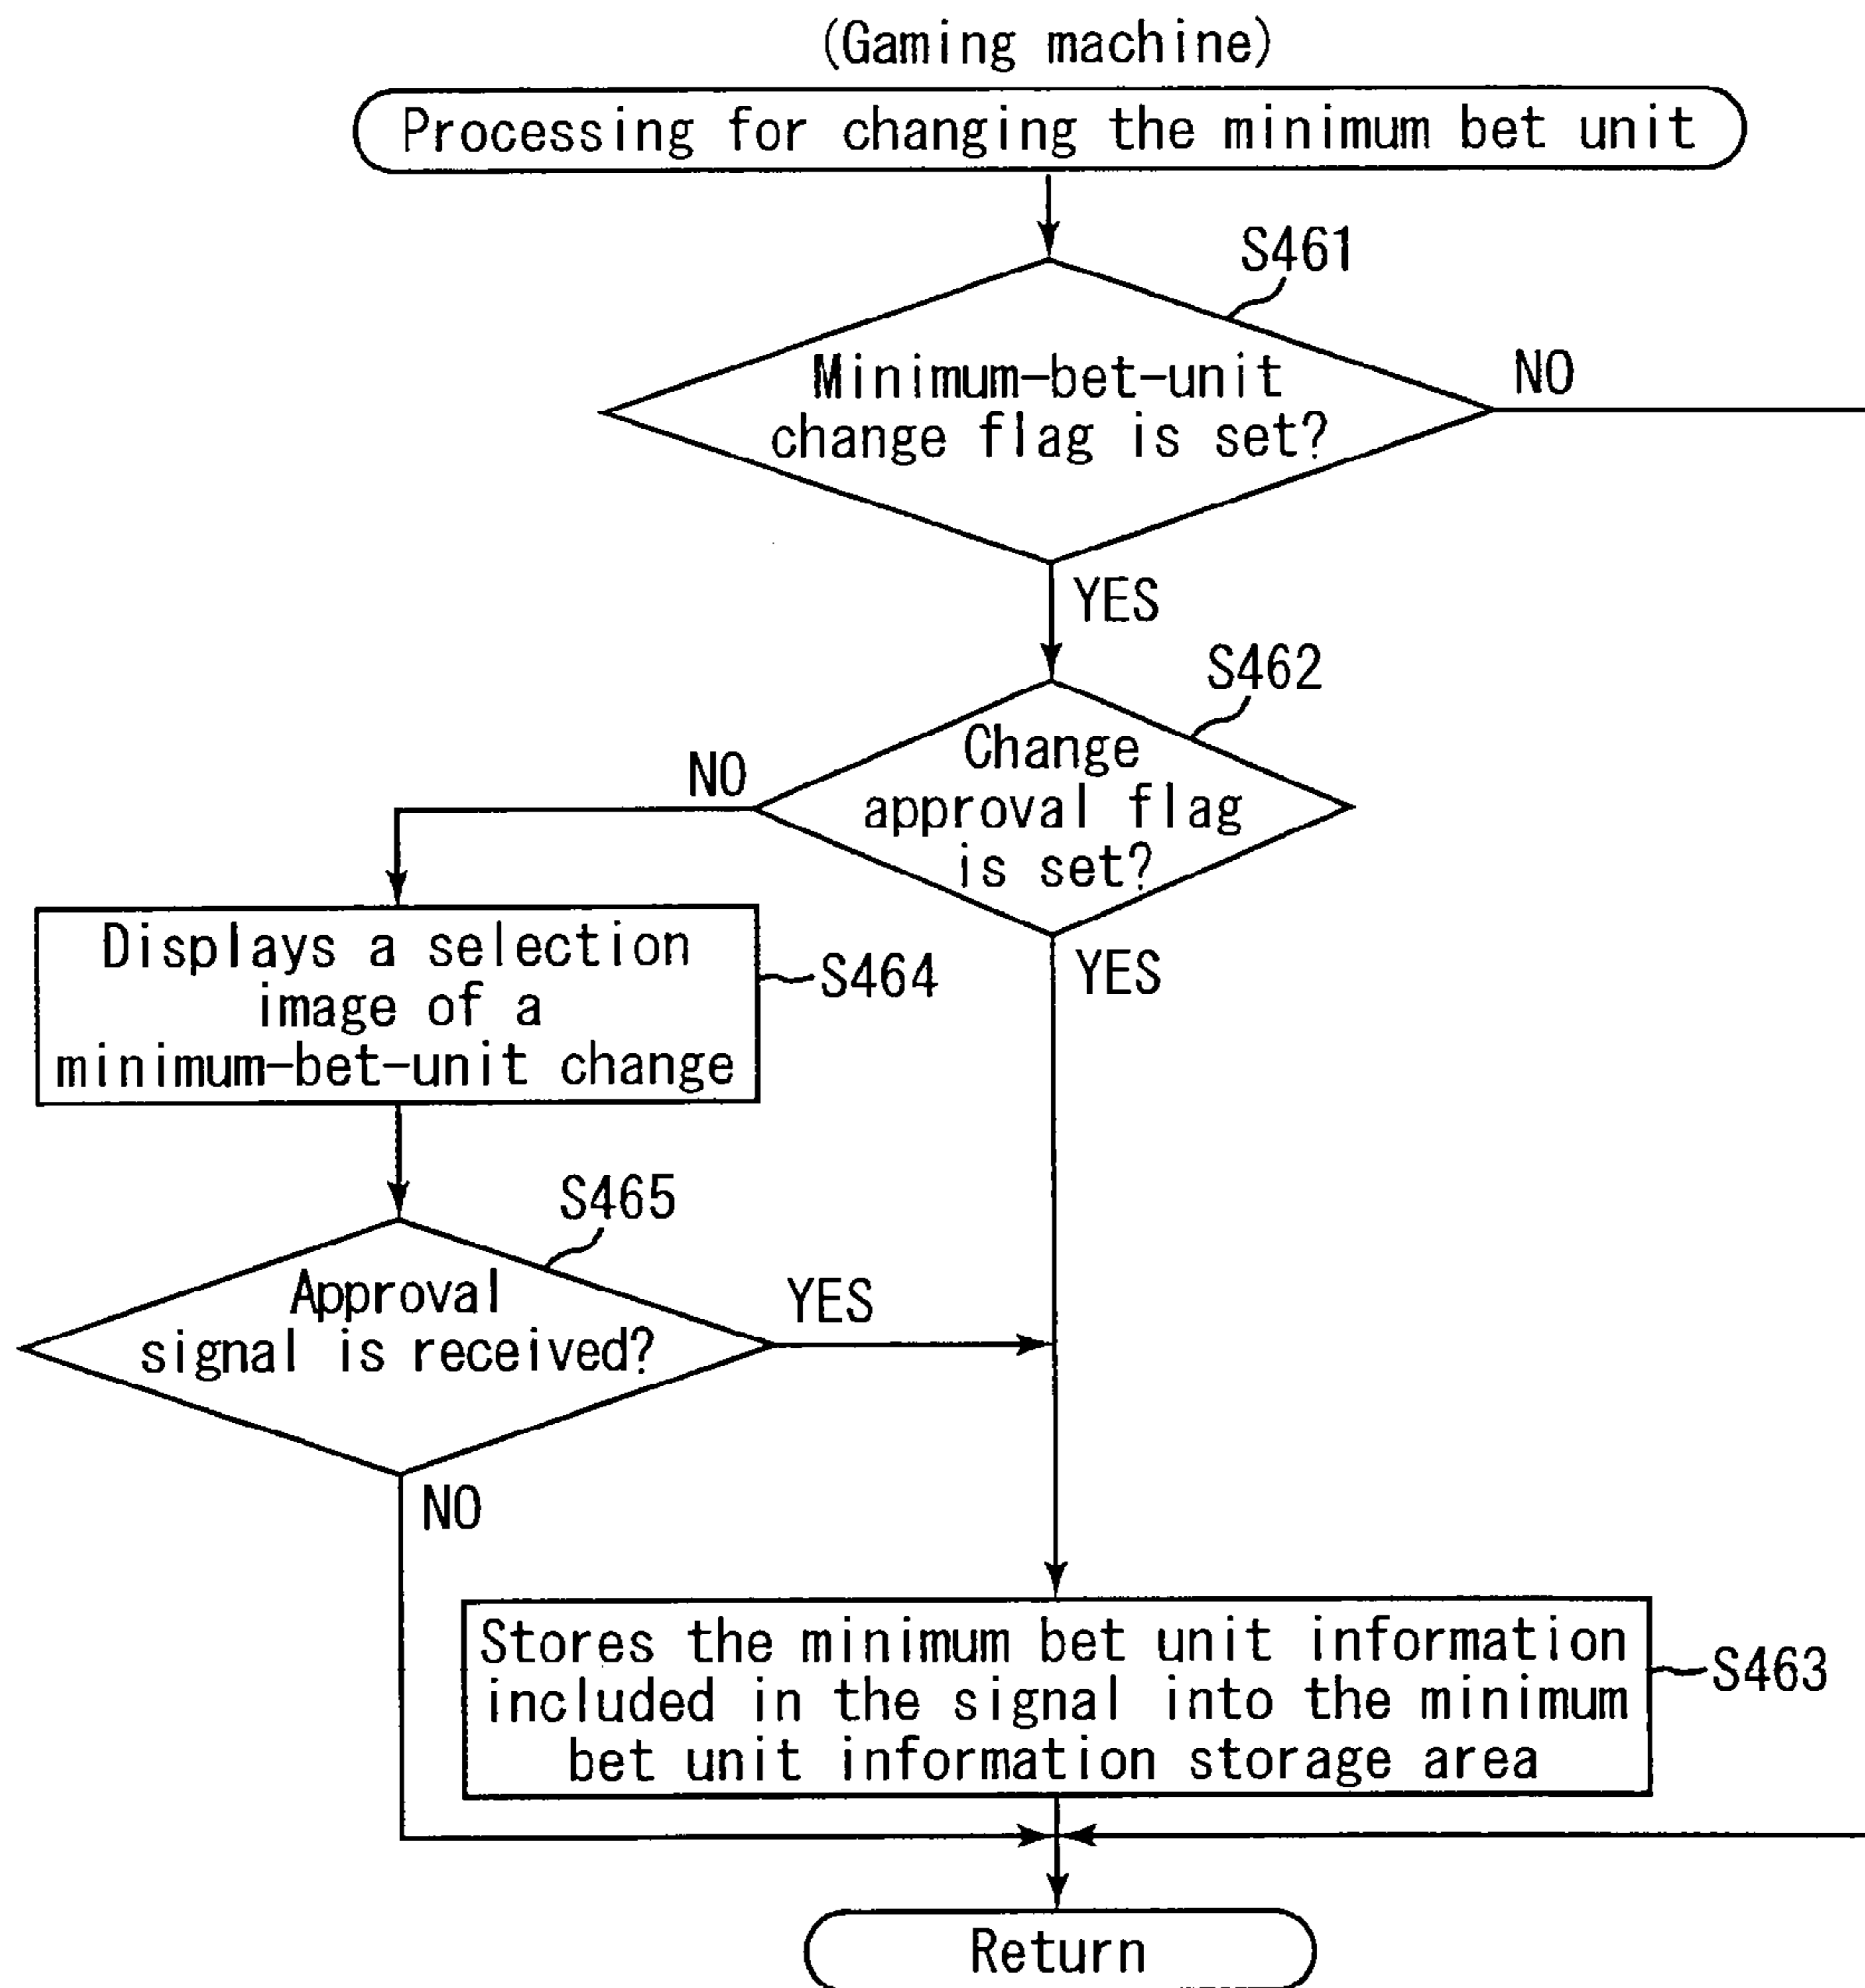 (Gaming machine)
Processing for changing the minimum bet unit
S461
Minimum-bet-unit
change flag is set?
NO
YES
S462
Change
approval flag
is set?
NO
YES
Displays a selection
image of a
minimum-bet-unit change
S464
S465
Approval
signal is received?
YES
NO
Stores the minimum bet unit information
included in the signal into the minimum
bet unit information storage area
S463
Return